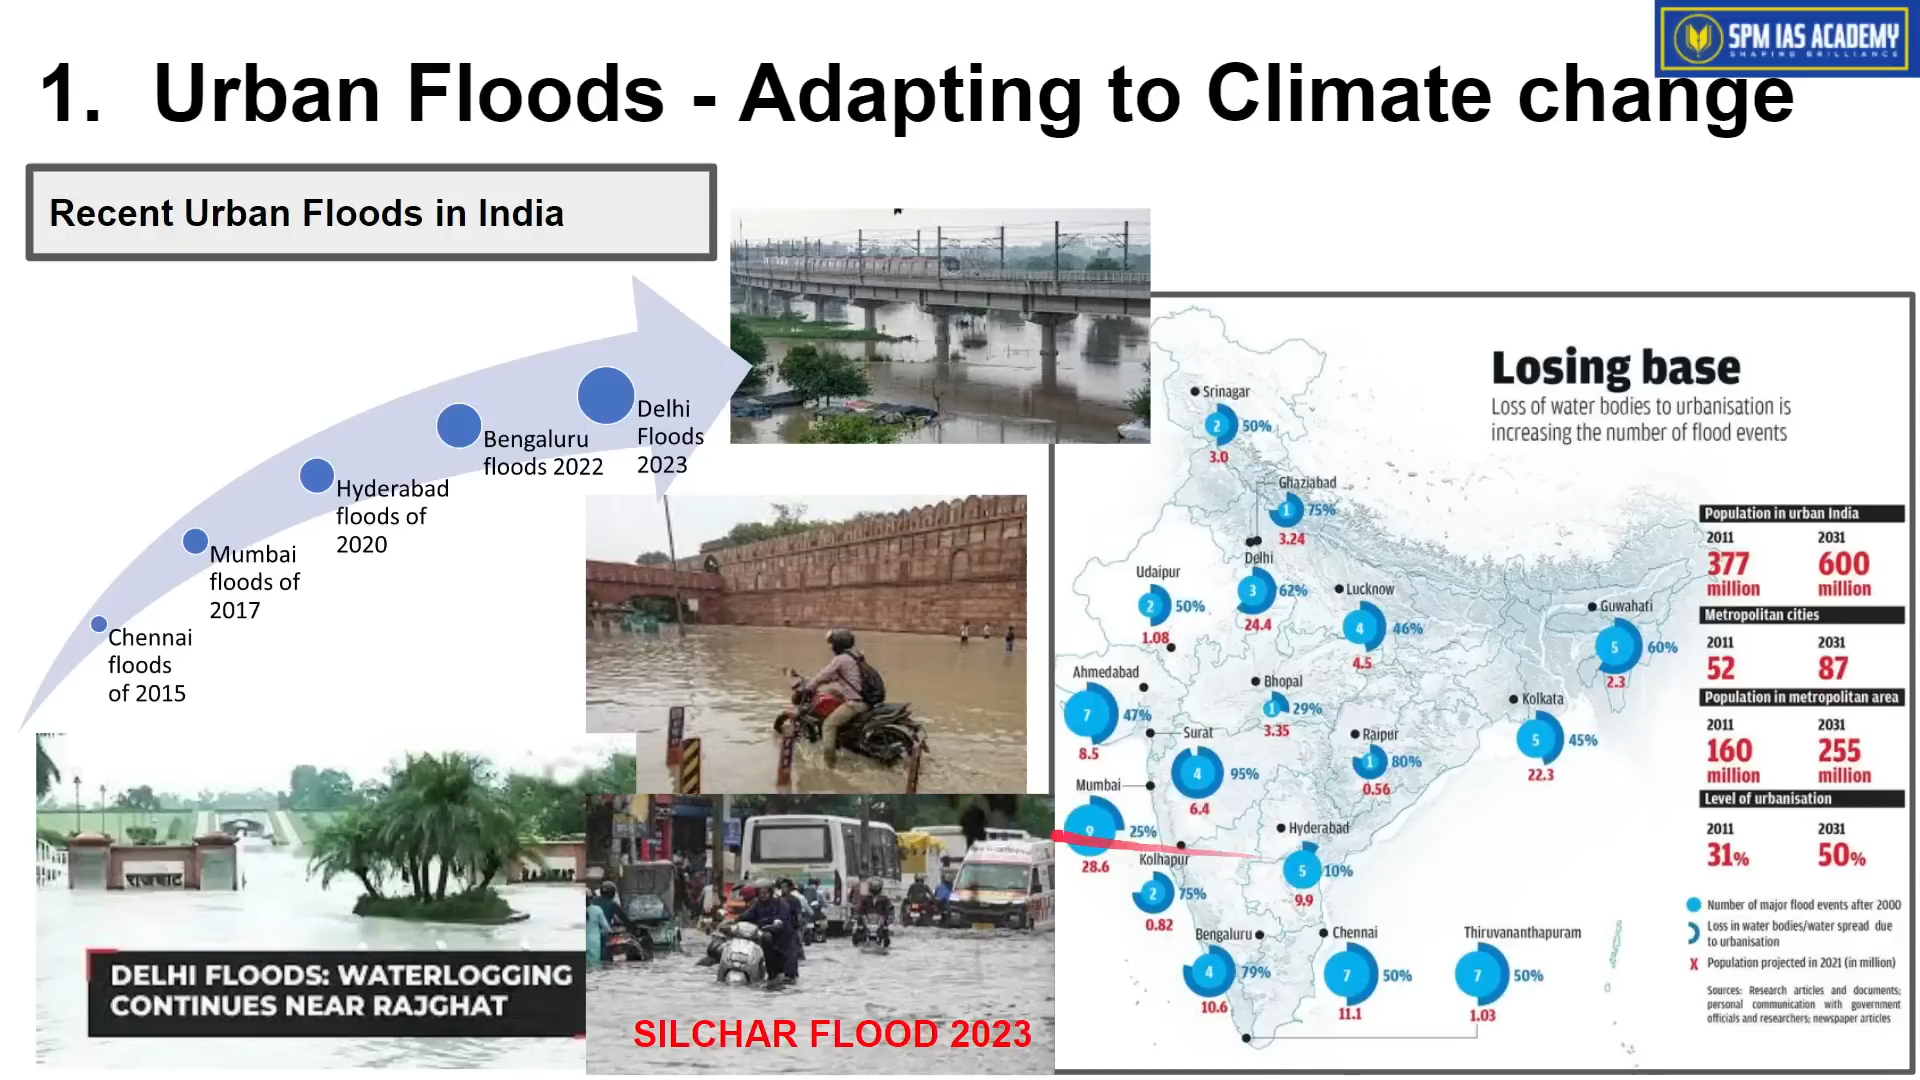 SPM IAS ACADEMY
SHAPING BRILLIANCE
1. Urban Floods - Adapting to Climate change
Recent Urban Floods in India
Chennai
floods
of 2015
Mumbai
floods of
2017
Hyderabad
floods of
2020
Bengaluru
floods 2022
Delhi
Floods
2023
राजघाट
DELHI FLOODS: WATERLOGGING
CONTINUES NEAR RAJGHAT
SILCHAR FLOOD 2023
Losing base
Loss of water bodies to urbanisation is
increasing the number of flood events
Srinagar
2 50%
3.0
Ghaziabad
1 75%
3.24
Delhi
3 62%
24.4
Udaipur
2 50%
1.08
Lucknow
4 46%
4.5
Guwahati
5 60%
2.3
Ahmedabad
7 47%
8.5
Bhopal
1 29%
3.35
Kolkata
5 45%
22.3
Surat
4 95%
6.4
Raipur
1 80%
0.56
Mumbai
9 25%
28.6
Hyderabad
5 10%
9.9
Kolhapur
2 75%
0.82
Bengaluru
4 79%
10.6
Chennai
7 50%
11.1
Thiruvananthapuram
7 50%
1.03
Population in urban India
2011 2031
377 600
million million
Metropolitan cities
2011 2031
52 87
Population in metropolitan area
2011 2031
160 255
million million
Level of urbanisation
2011 2031
31% 50%
Number of major flood events after 2000
Loss in water bodies/water spread due
to urbanisation
X Population projected in 2021 (in million)
Sources: Research articles and documents;
personal communication with government
officials and researchers; newspaper articles